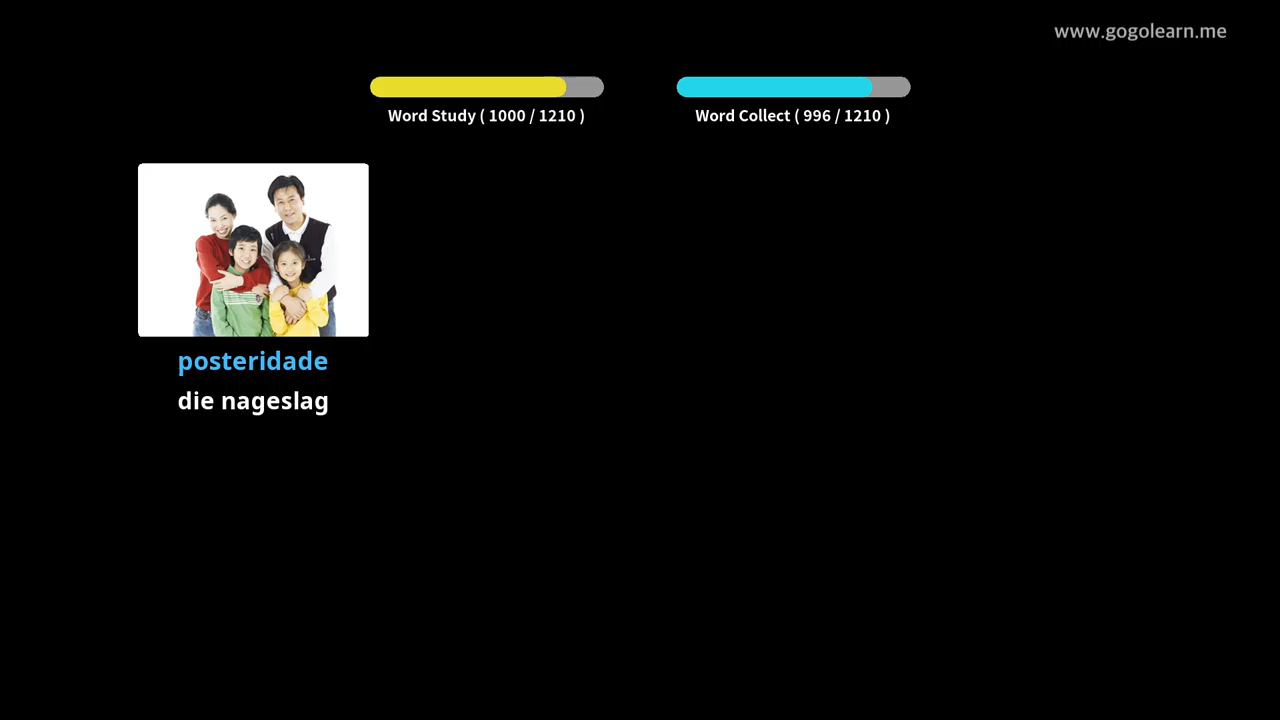 www.gogolearn.me
Word Study ( 1000 / 1210 )
Word Collect ( 996 / 1210 )
posteridade
die nageslag